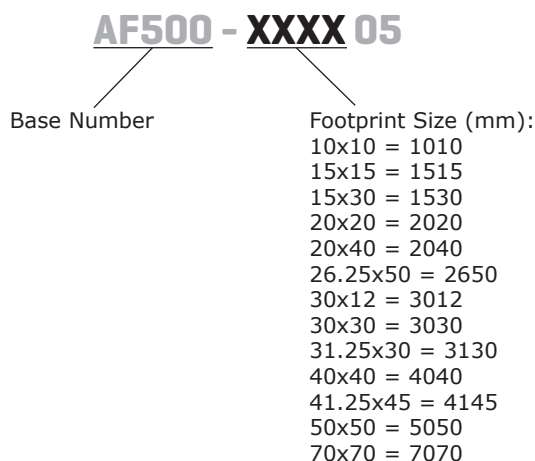 AF500 - XXXX 05
Base Number
Footprint Size (mm):
10x10 = 1010
15x15 = 1515
15x30 = 1530
20x20 = 2020
20x40 = 2040
26.25x50 = 2650
30x12 = 3012
30x30 = 3030
31.25x30 = 3130
40x40 = 4040
41.25x45 = 4145
50x50 = 5050
70x70 = 7070